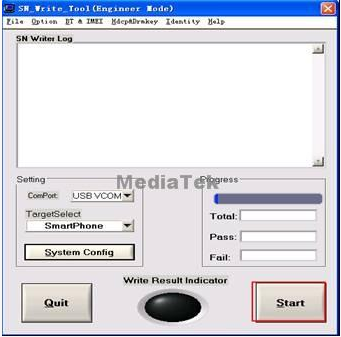 SN_Write_Tool(Engineer Mode)
File Option BT & IMEI Hdcp&Drmkey Identity Help
SN Writer Log
Setting
ComPort: USB VCOM
TargetSelect
SmartPhone
System Config
MediaTek
Progress
Total:
Pass:
Fail:
Write Result Indicator
Quit
Start